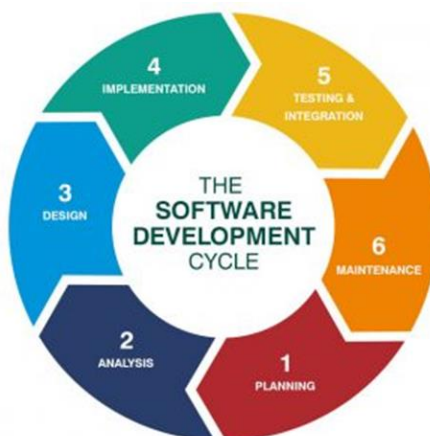 THE
SOFTWARE
DEVELOPMENT
CYCLE
1
PLANNING
2
ANALYSIS
3
DESIGN
4
IMPLEMENTATION
5
TESTING &
INTEGRATION
6
MAINTENANCE